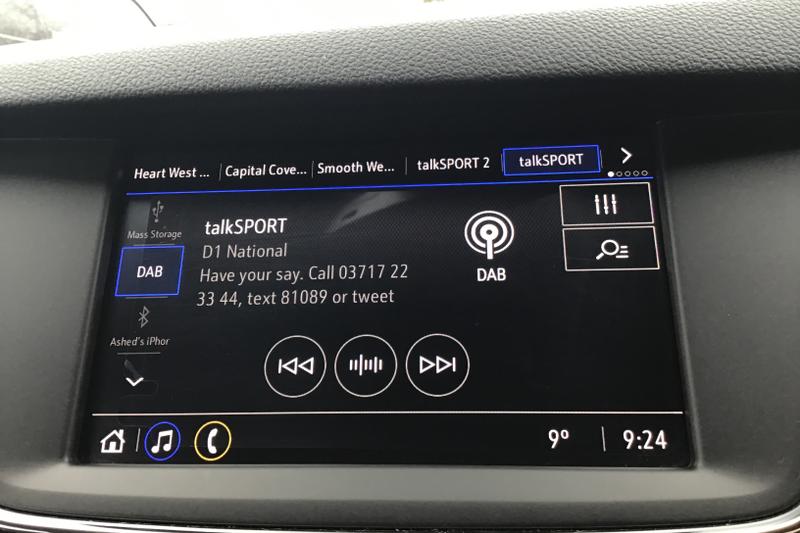 Heart West ...
Capital Cove...
Smooth We...
talkSPORT 2
talkSPORT
Mass Storage
DAB
Ashed's iPhor
talkSPORT
D1 National
Have your say. Call 03717 22
33 44, text 81089 or tweet
DAB
9°
9:24